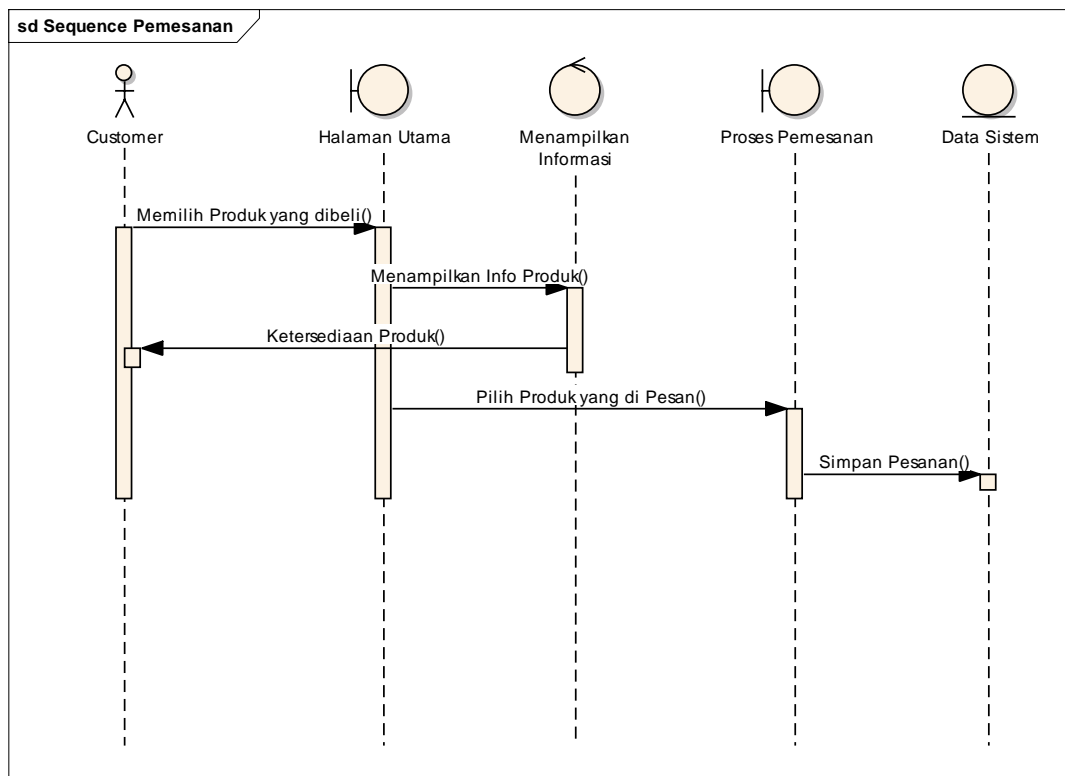 sd Sequence Pemesanan
Customer
Halaman Utama
Menampilkan
Informasi
Proses Pemesanan
Data Sistem
Memilih Produk yang dibeli()
Menampilkan Info Produk()
Ketersediaan Produk()
Pilih Produk yang di Pesan()
Simpan Pesanan()